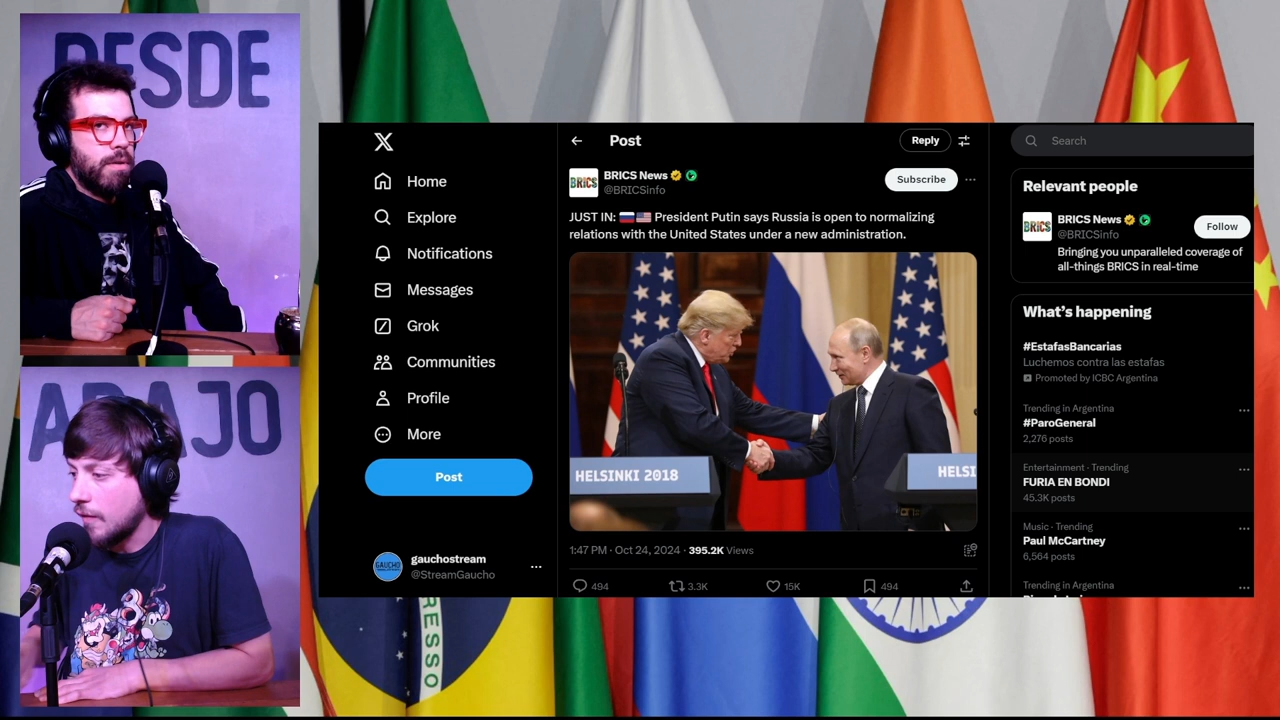 DESDE
ABAJO
Home
Explore
Notifications
Messages
Grok
Communities
Profile
More
Post
gauchostream
@StreamGaucho
GAUCHO
Post
Reply
BRICS
BRICS News
@BRICSinfo
Subscribe
JUST IN: 🇷🇺🇺🇸 President Putin says Russia is open to normalizing
relations with the United States under a new administration.
HELSINKI 2018
HELSI
1:47 PM · Oct 24, 2024 · 395.2K Views
494
3.3K
15K
494
Search
Relevant people
BRICS
BRICS News
@BRICSinfo
Follow
Bringing you unparalleled coverage of
all-things BRICS in real-time
What's happening
#EstafasBancarias
Luchemos contra las estafas
Promoted by ICBC Argentina
Trending in Argentina
#ParoGeneral
2,276 posts
Entertainment · Trending
FURIA EN BONDI
45.3K posts
Music · Trending
Paul McCartney
6,564 posts
Trending in Argentina
RESSO